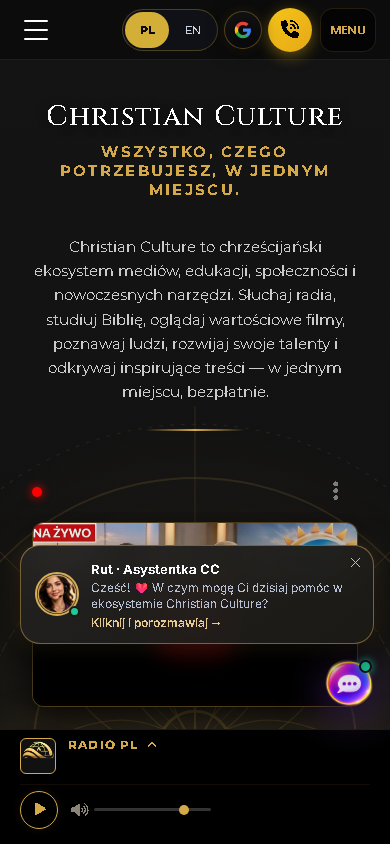 PL EN MENU
Christian Culture
WSZYSTKO, CZEGO
POTRZEBUJESZ, W JEDNYM
MIEJSCU.
Christian Culture to chrześcijański
ekosystem mediów, edukacji, społeczności i
nowoczesnych narzędzi. Słuchaj radia,
studiuj Biblię, oglądaj wartościowe filmy,
poznawaj ludzi, rozwijaj swoje talenty i
odkrywaj inspirujące treści — w jednym
miejscu, bezpłatnie.
NA ŻYWO
Rut · Asystentka CC
Cześć! ❤️ W czym mogę Ci dzisiaj pomóc w
ekosystemie Christian Culture?
Kliknij i porozmawiaj →
RADIO PL